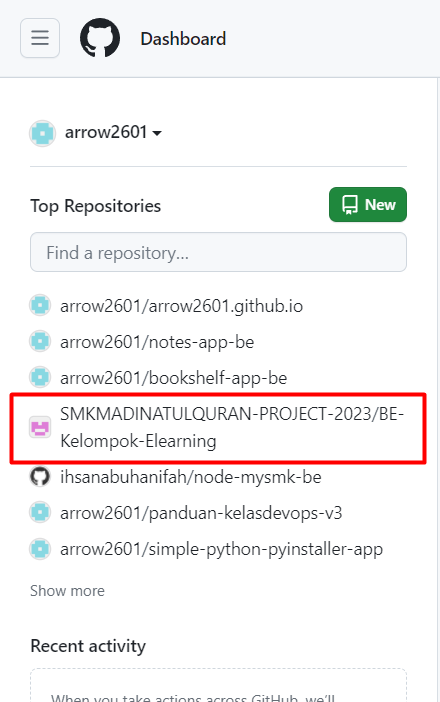 Dashboard
arrow2601
Top Repositories
New
Find a repository...
arrow2601/arrow2601.github.io
arrow2601/notes-app-be
arrow2601/bookshelf-app-be
SMKMADINATULQURAN-PROJECT-2023/BE-
Kelompok-Elearning
ihsanabuhanifah/node-mysmk-be
arrow2601/panduan-kelasdevops-v3
arrow2601/simple-python-pyinstaller-app
Show more
Recent activity
When you take actions across GitHub, we'll